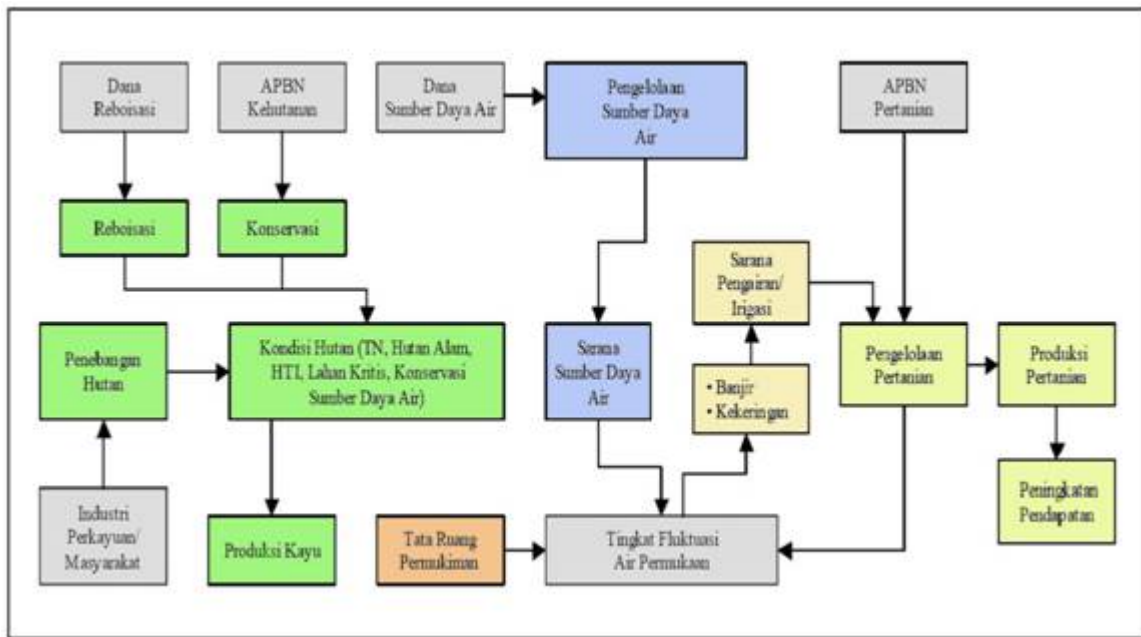 Dana
Reboisasi
APBN
Kehutanan
Dana
Sumber Daya Air
Pengelolaan
Sumber Daya
Air
APBN
Pertanian
Reboisasi
Konservasi
Sarana
Pengairan/
Irigasi
Penebangan
Hutan
Kondisi Hutan (TN, Hutan Alam,
HTI, Lahan Kritis, Konservasi
Sumber Daya Air)
Sarana
Sumber Daya
Air
• Banjir
• Kekeringan
Pengelolaan
Pertanian
Produksi
Pertanian
Industri
Perkayuan/
Masyarakat
Produksi Kayu
Tata Ruang
Permukiman
Tingkat Fluktuasi
Air Permukaan
Peningkatan
Pendapatan